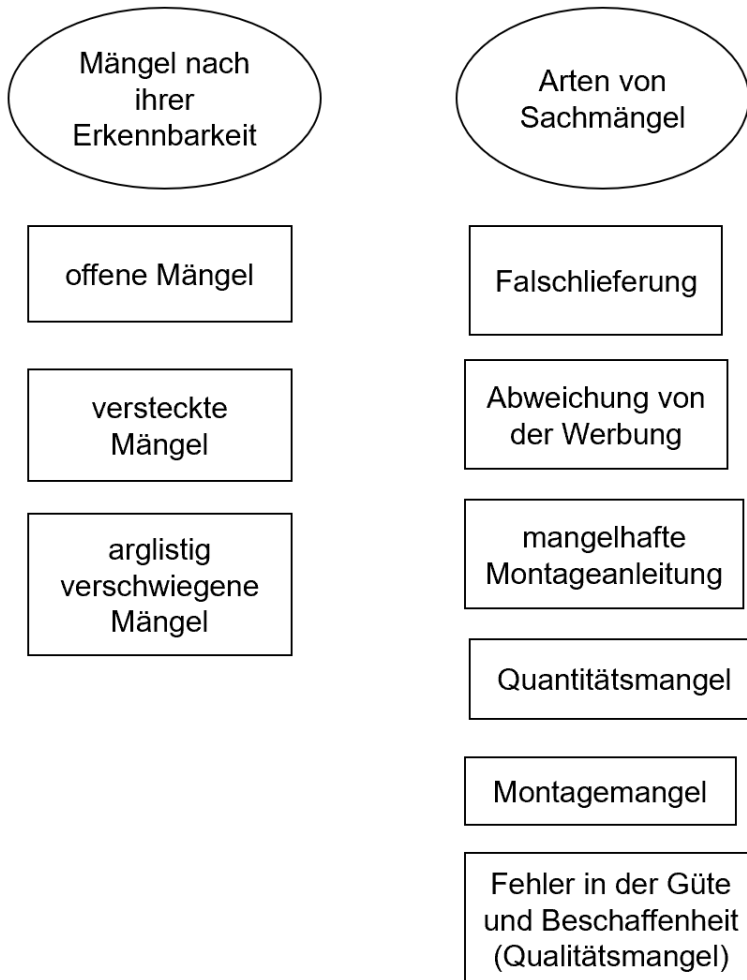 Mängel nach
ihrer
Erkennbarkeit
offene Mängel
versteckte
Mängel
arglistig
verschwiegene
Mängel
Arten von
Sachmängel
Falschlieferung
Abweichung von
der Werbung
mangelhafte
Montageanleitung
Quantitätsmangel
Montagemangel
Fehler in der Güte
und Beschaffenheit
(Qualitätsmangel)